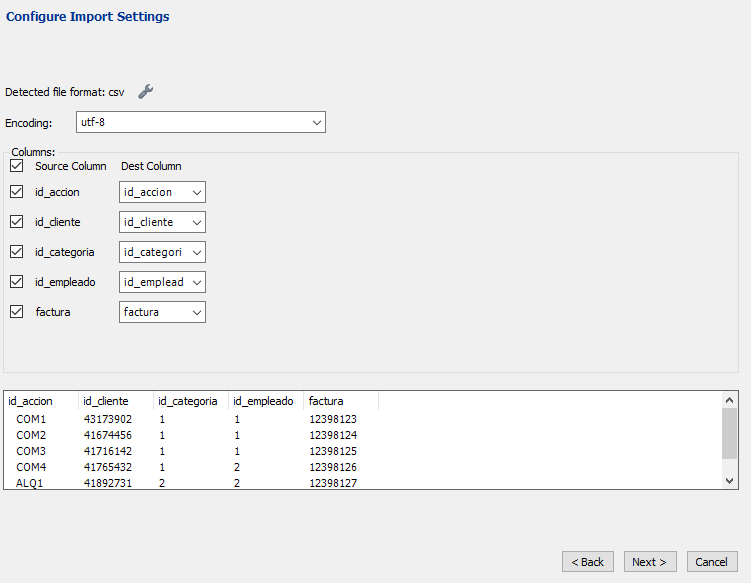 Configure Import Settings
Detected file format: csv
Encoding: utf-8
Columns:
Source Column Dest Column
id_accion id_accion
id_cliente id_cliente
id_categoria id_categori
id_empleado id_emplead
factura factura
id_accion id_cliente id_categoria id_empleado factura
COM1 43173902 1 1 12398123
COM2 41674456 1 1 12398124
COM3 41716142 1 1 12398125
COM4 41765432 1 2 12398126
ALQ1 41892731 2 2 12398127
< Back Next > Cancel